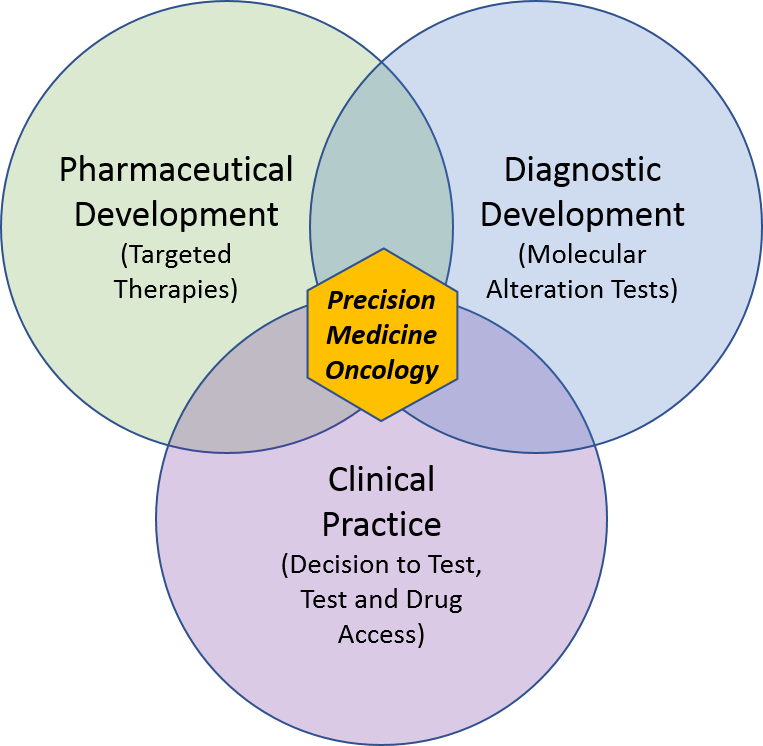 Pharmaceutical
Development
(Targeted
Therapies)
Diagnostic
Development
(Molecular
Alteration Tests)
Precision
Medicine
Oncology
Clinical
Practice
(Decision to Test,
Test and Drug
Access)